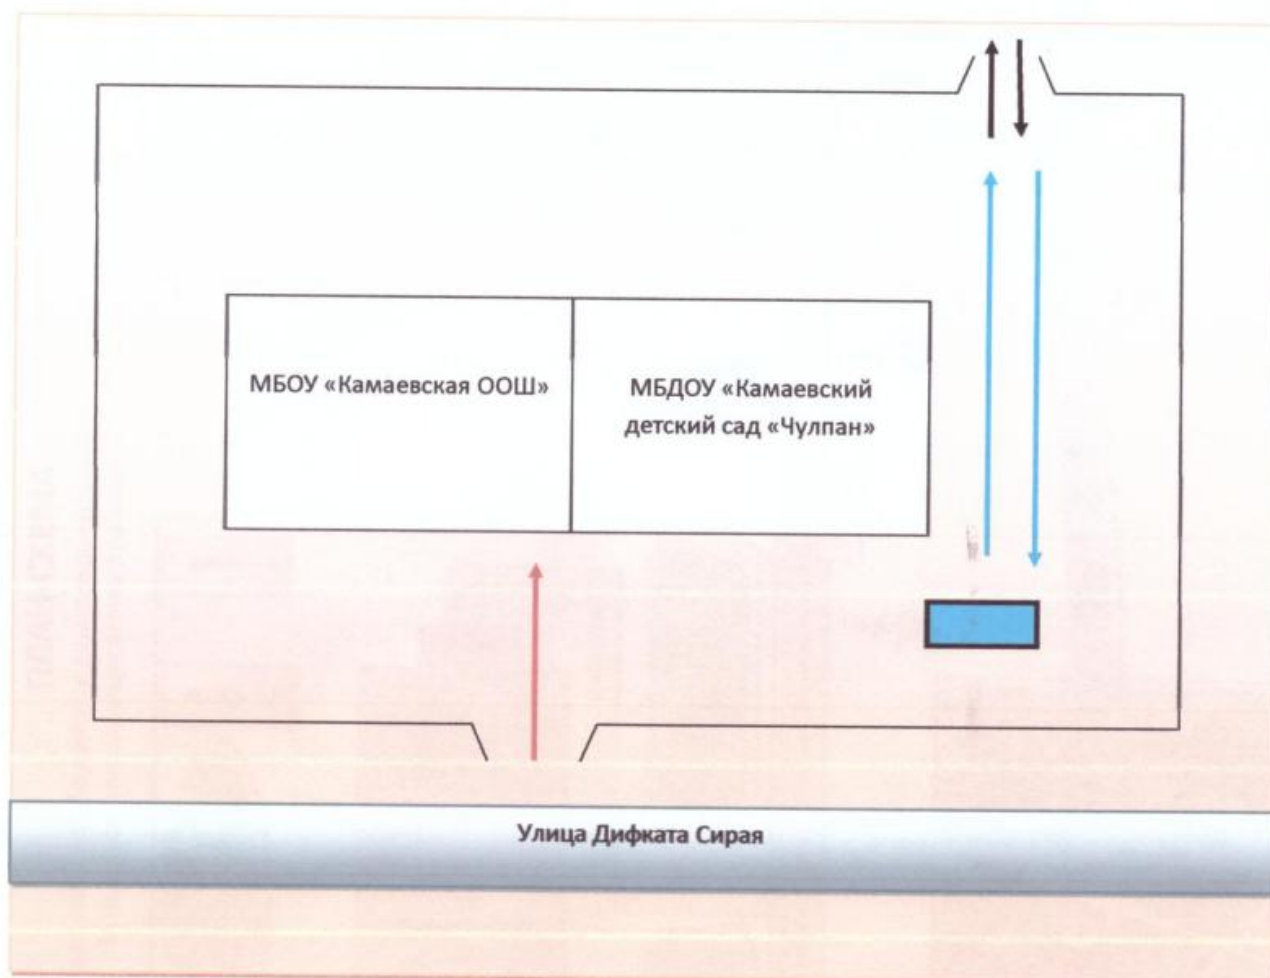 МБОУ «Камаевская ООШ»
МБДОУ «Камаевский
детский сад «Чулпан»
Улица Дифката Сирая